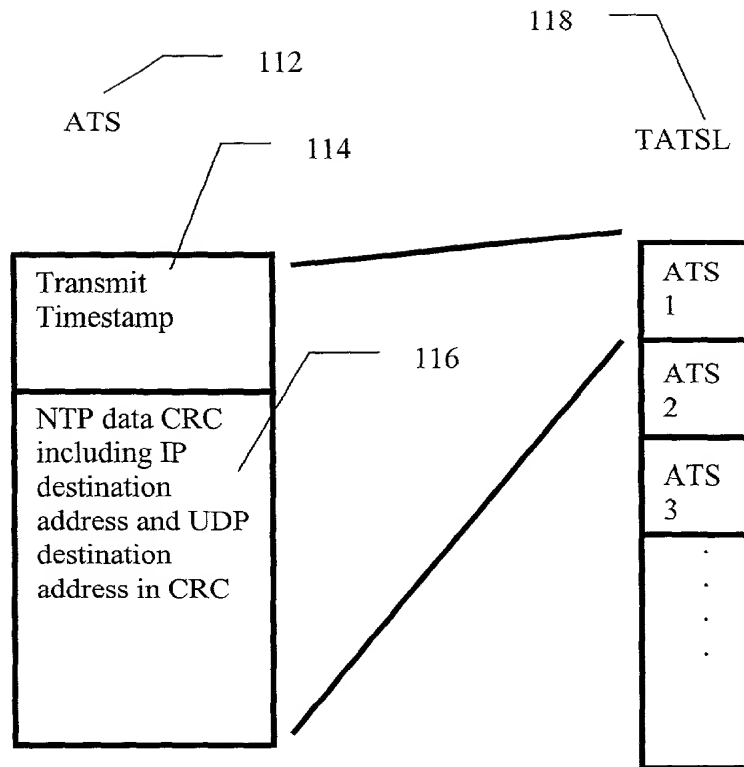 118
112
ATS
TATSL
114
Transmit
Timestamp
ATS
1
116
NTP data CRC
including IP
destination
address and UDP
destination
address in CRC
ATS
2
ATS
3